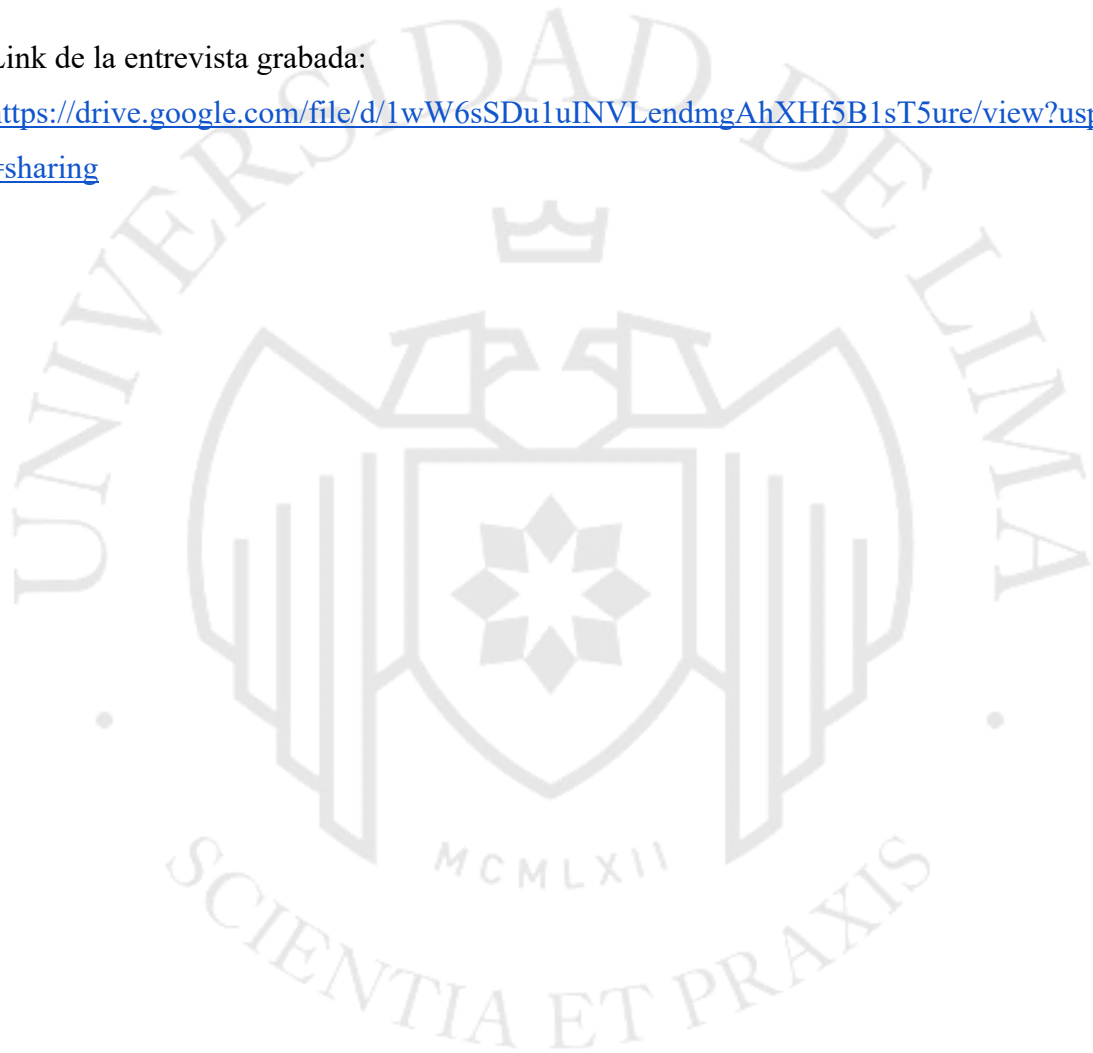 Link de la entrevista grabada:
https://drive.google.com/file/d/1wW6sSDu1uINVLendmgAhXHf5B1sT5ure/view?usp
=sharing
UNIVERSIDAD DE LIMA
MCMLXII
SCIENTIA ET PRAXIS